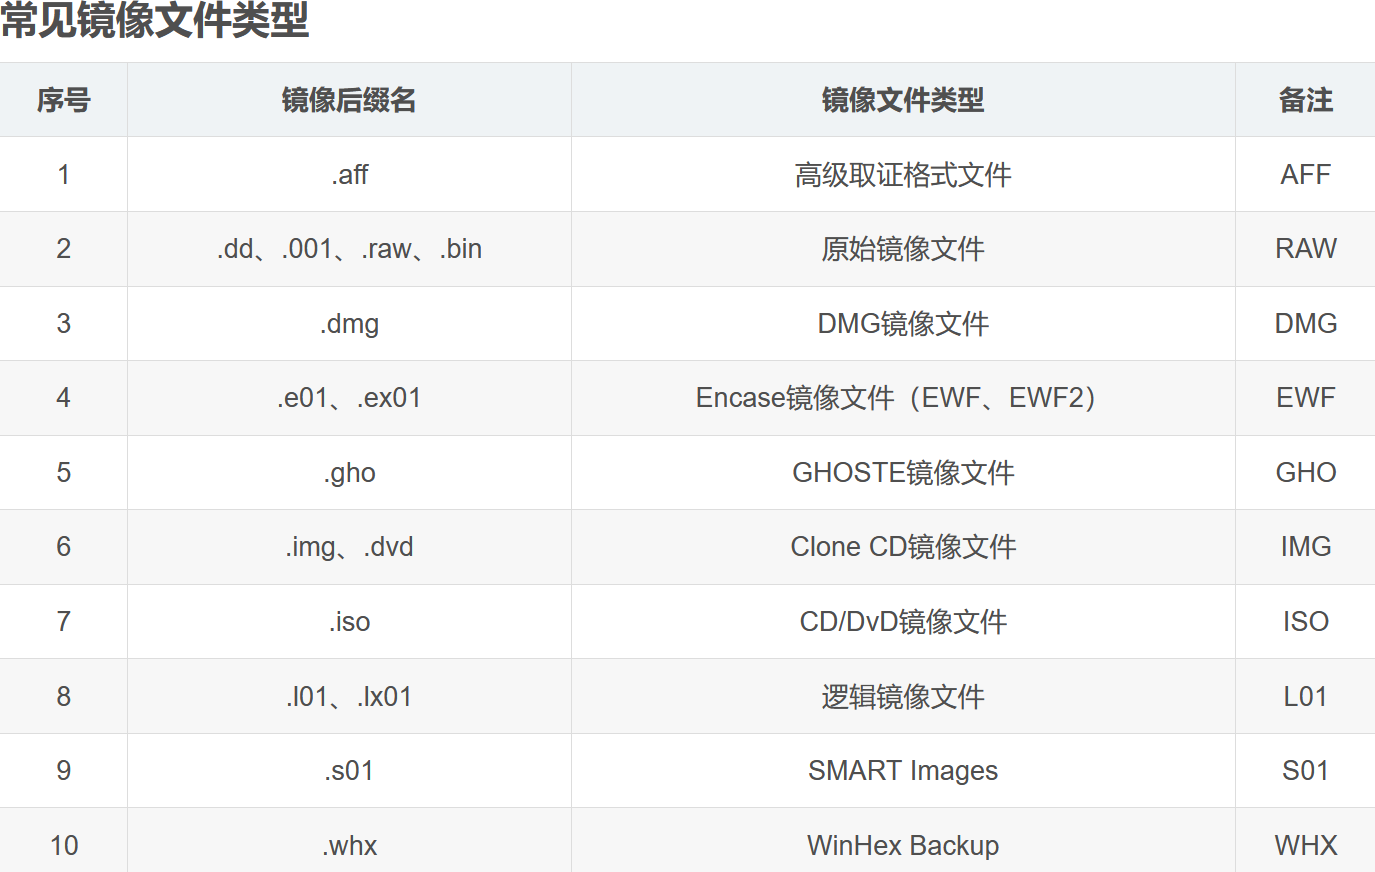 常见镜像文件类型
序号 镜像后缀名 镜像文件类型 备注
1 .aff 高级取证格式文件 AFF
2 .dd、.001、.raw、.bin 原始镜像文件 RAW
3 .dmg DMG镜像文件 DMG
4 .e01、.ex01 Encase镜像文件（EWF、EWF2） EWF
5 .gho GHOSTE镜像文件 GHO
6 .img、.dvd Clone CD镜像文件 IMG
7 .iso CD/DvD镜像文件 ISO
8 .l01、.lx01 逻辑镜像文件 L01
9 .s01 SMART Images S01
10 .whx WinHex Backup WHX